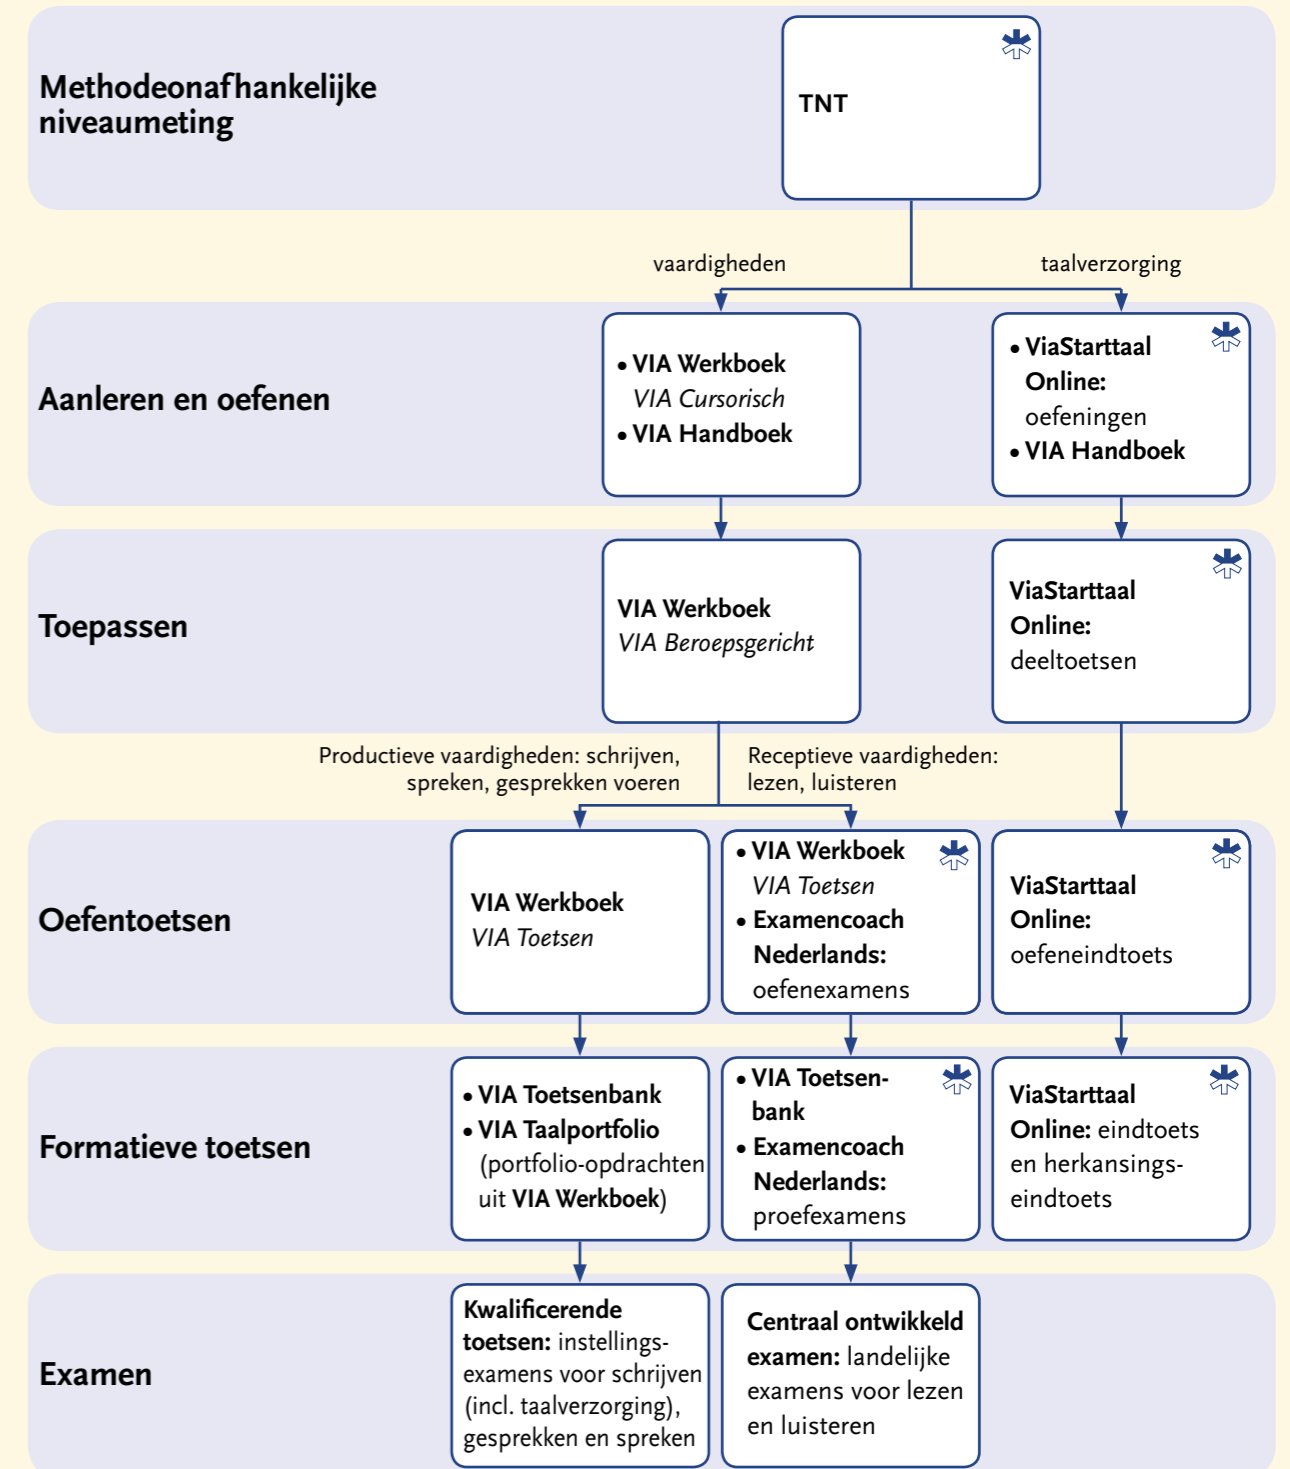 Methodeonafhankelijke
niveaumeting
TNT
vaardigheden
taalverzorging
Aanleren en oefenen
• VIA Werkboek
VIA Cursorisch
• VIA Handboek
• ViaStarttaal
Online:
oefeningen
• VIA Handboek
Toepassen
VIA Werkboek
VIA Beroepsgericht
ViaStarttaal
Online:
deeltoetsen
Productieve vaardigheden: schrijven,
spreken, gesprekken voeren
Receptieve vaardigheden:
lezen, luisteren
Oefentoetsen
VIA Werkboek
VIA Toetsen
• VIA Werkboek
VIA Toetsen
• Examencoach
Nederlands:
oefenexamens
ViaStarttaal
Online:
oefeneindtoets
Formatieve toetsen
• VIA Toetsenbank
• VIA Taalportfolio
(portfolio-opdrachten
uit VIA Werkboek)
• VIA Toetsen-
bank
• Examencoach
Nederlands:
proefexamens
ViaStarttaal
Online: eindtoets
en herkansings-
eindtoets
Examen
Kwalificerende
toetsen: instellings-
examens voor schrijven
(incl. taalverzorging),
gesprekken en spreken
Centraal ontwikkeld
examen: landelijke
examens voor lezen
en luisteren